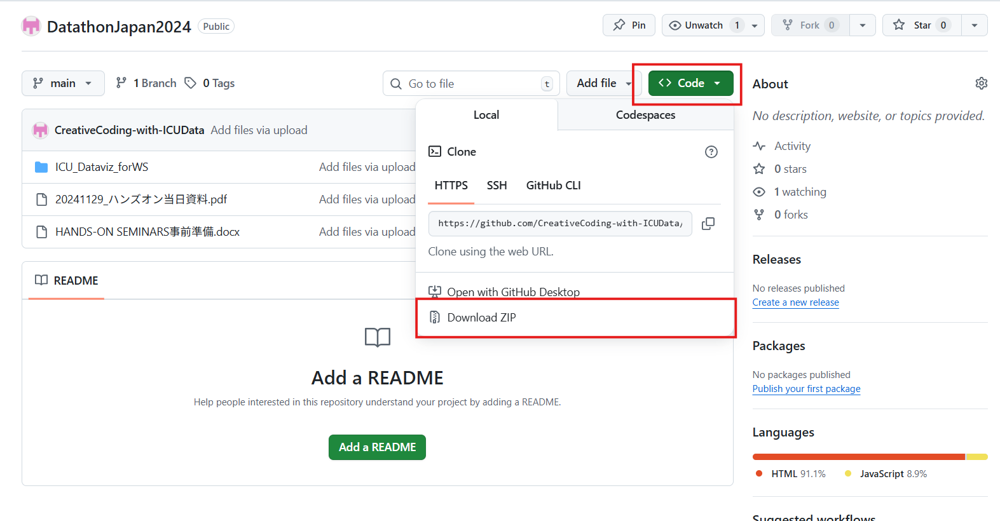 DatathonJapan2024 Public Pin Unwatch 1 Fork 0 Star 0
main 1 Branch 0 Tags Go to file t Add file Code
CreativeCoding-with-ICUData Add files via upload
ICU_Dataviz_forWS Add files via upload
20241129_ハンズオン当日資料.pdf Add files via upload
HANDS-ON SEMINARS事前準備.docx Add files via upload
Local Codespaces
Clone
HTTPS SSH GitHub CLI
https://github.com/CreativeCoding-with-ICUData/
Clone using the web URL.
Open with GitHub Desktop
Download ZIP
README
Add a README
Help people interested in this repository understand your project by adding a README.
Add a README
About
No description, website, or topics provided.
Activity
0 stars
1 watching
0 forks
Releases
No releases published
Create a new release
Packages
No packages published
Publish your first package
Languages
HTML 91.1% JavaScript 8.9%
Suggested workflows